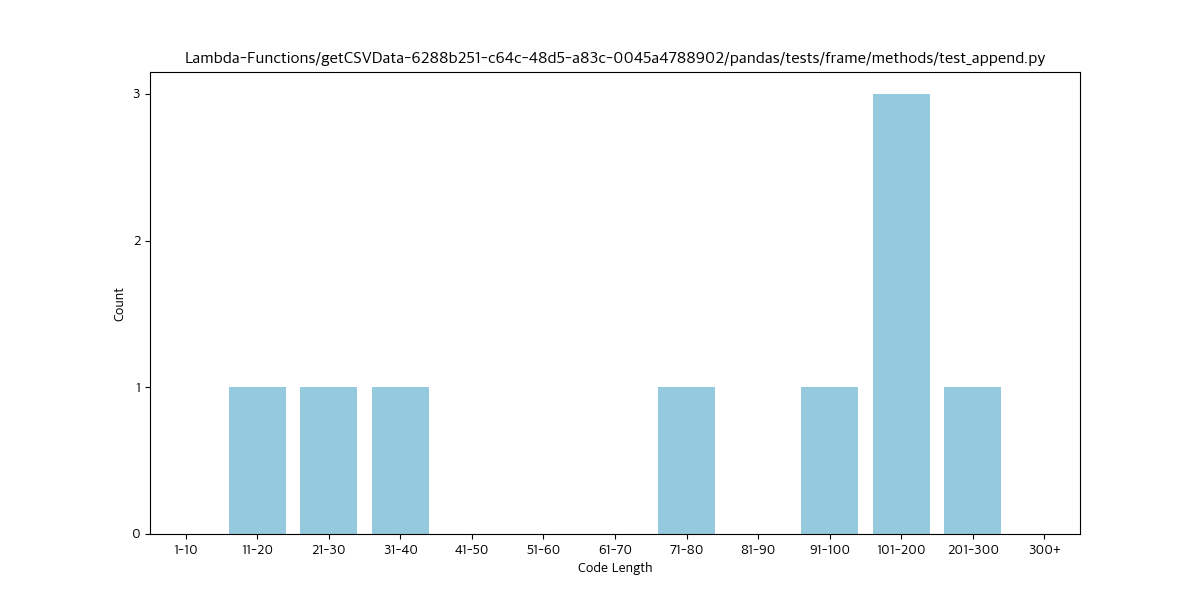 Lambda-Functions/getCSVData-6288b251-c64c-48d5-a83c-0045a4788902/pandas/tests/frame/methods/test_append.py
3
2
1
0
Count
1-10 11-20 21-30 31-40 41-50 51-60 61-70 71-80 81-90 91-100 101-200 201-300 300+
Code Length